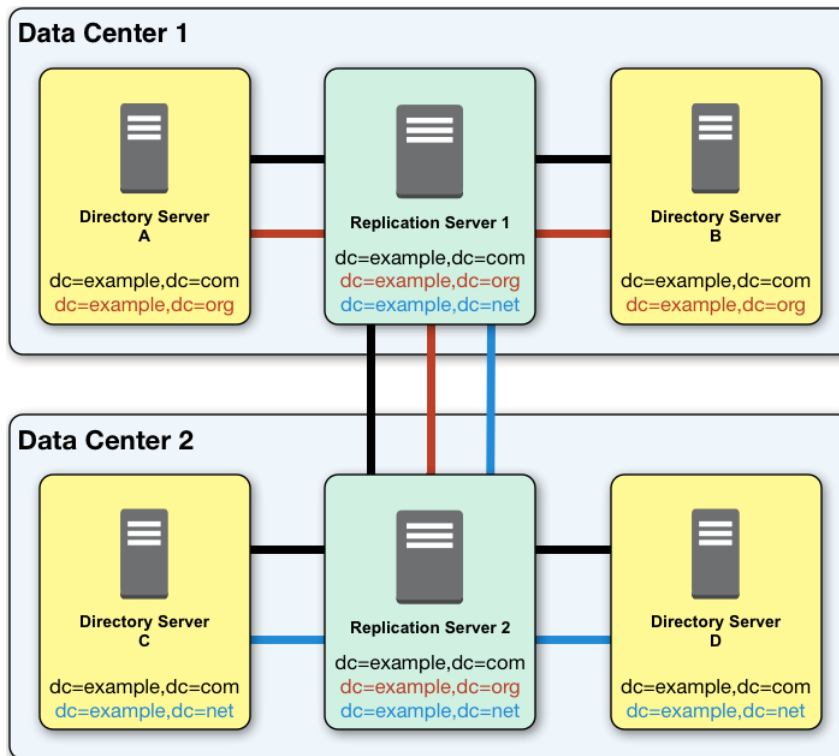 Data Center 1
Directory Server
A
dc=example,dc=com
dc=example,dc=org
Replication Server 1
dc=example,dc=com
dc=example,dc=org
dc=example,dc=net
Directory Server
B
dc=example,dc=com
dc=example,dc=org
Data Center 2
Directory Server
C
dc=example,dc=com
dc=example,dc=net
Replication Server 2
dc=example,dc=com
dc=example,dc=org
dc=example,dc=net
Directory Server
D
dc=example,dc=com
dc=example,dc=net